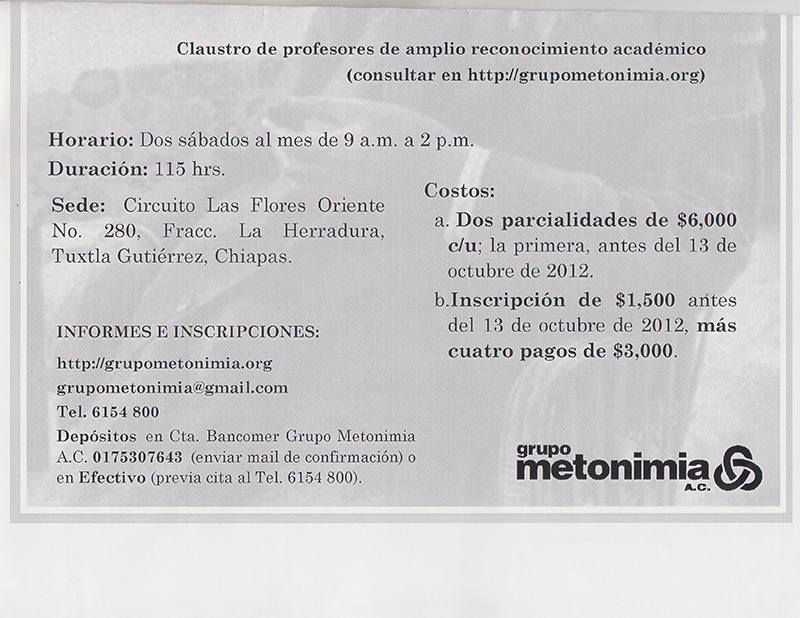 Claustro de profesores de amplio reconocimiento académico
(consultar en http://grupometonimia.org)
Horario: Dos sábados al mes de 9 a.m. a 2 p.m.
Duración: 115 hrs.
Sede: Circuito Las Flores Oriente
No. 280, Fracc. La Herradura,
Tuxtla Gutiérrez, Chiapas.
Costos:
a. Dos parcialidades de $6,000
c/u; la primera, antes del 13 de
octubre de 2012.
b.Inscripción de $1,500 antes
del 13 de octubre de 2012, más
cuatro pagos de $3,000.
INFORMES E INSCRIPCIONES:
http://grupometonimia.org
grupometonimia@gmail.com
Tel. 6154 800
Depósitos en Cta. Bancomer Grupo Metonimia
A.C. 0175307643 (enviar mail de confirmación) o
en Efectivo (previa cita al Tel. 6154 800).
grupo
metonimia
A.C.